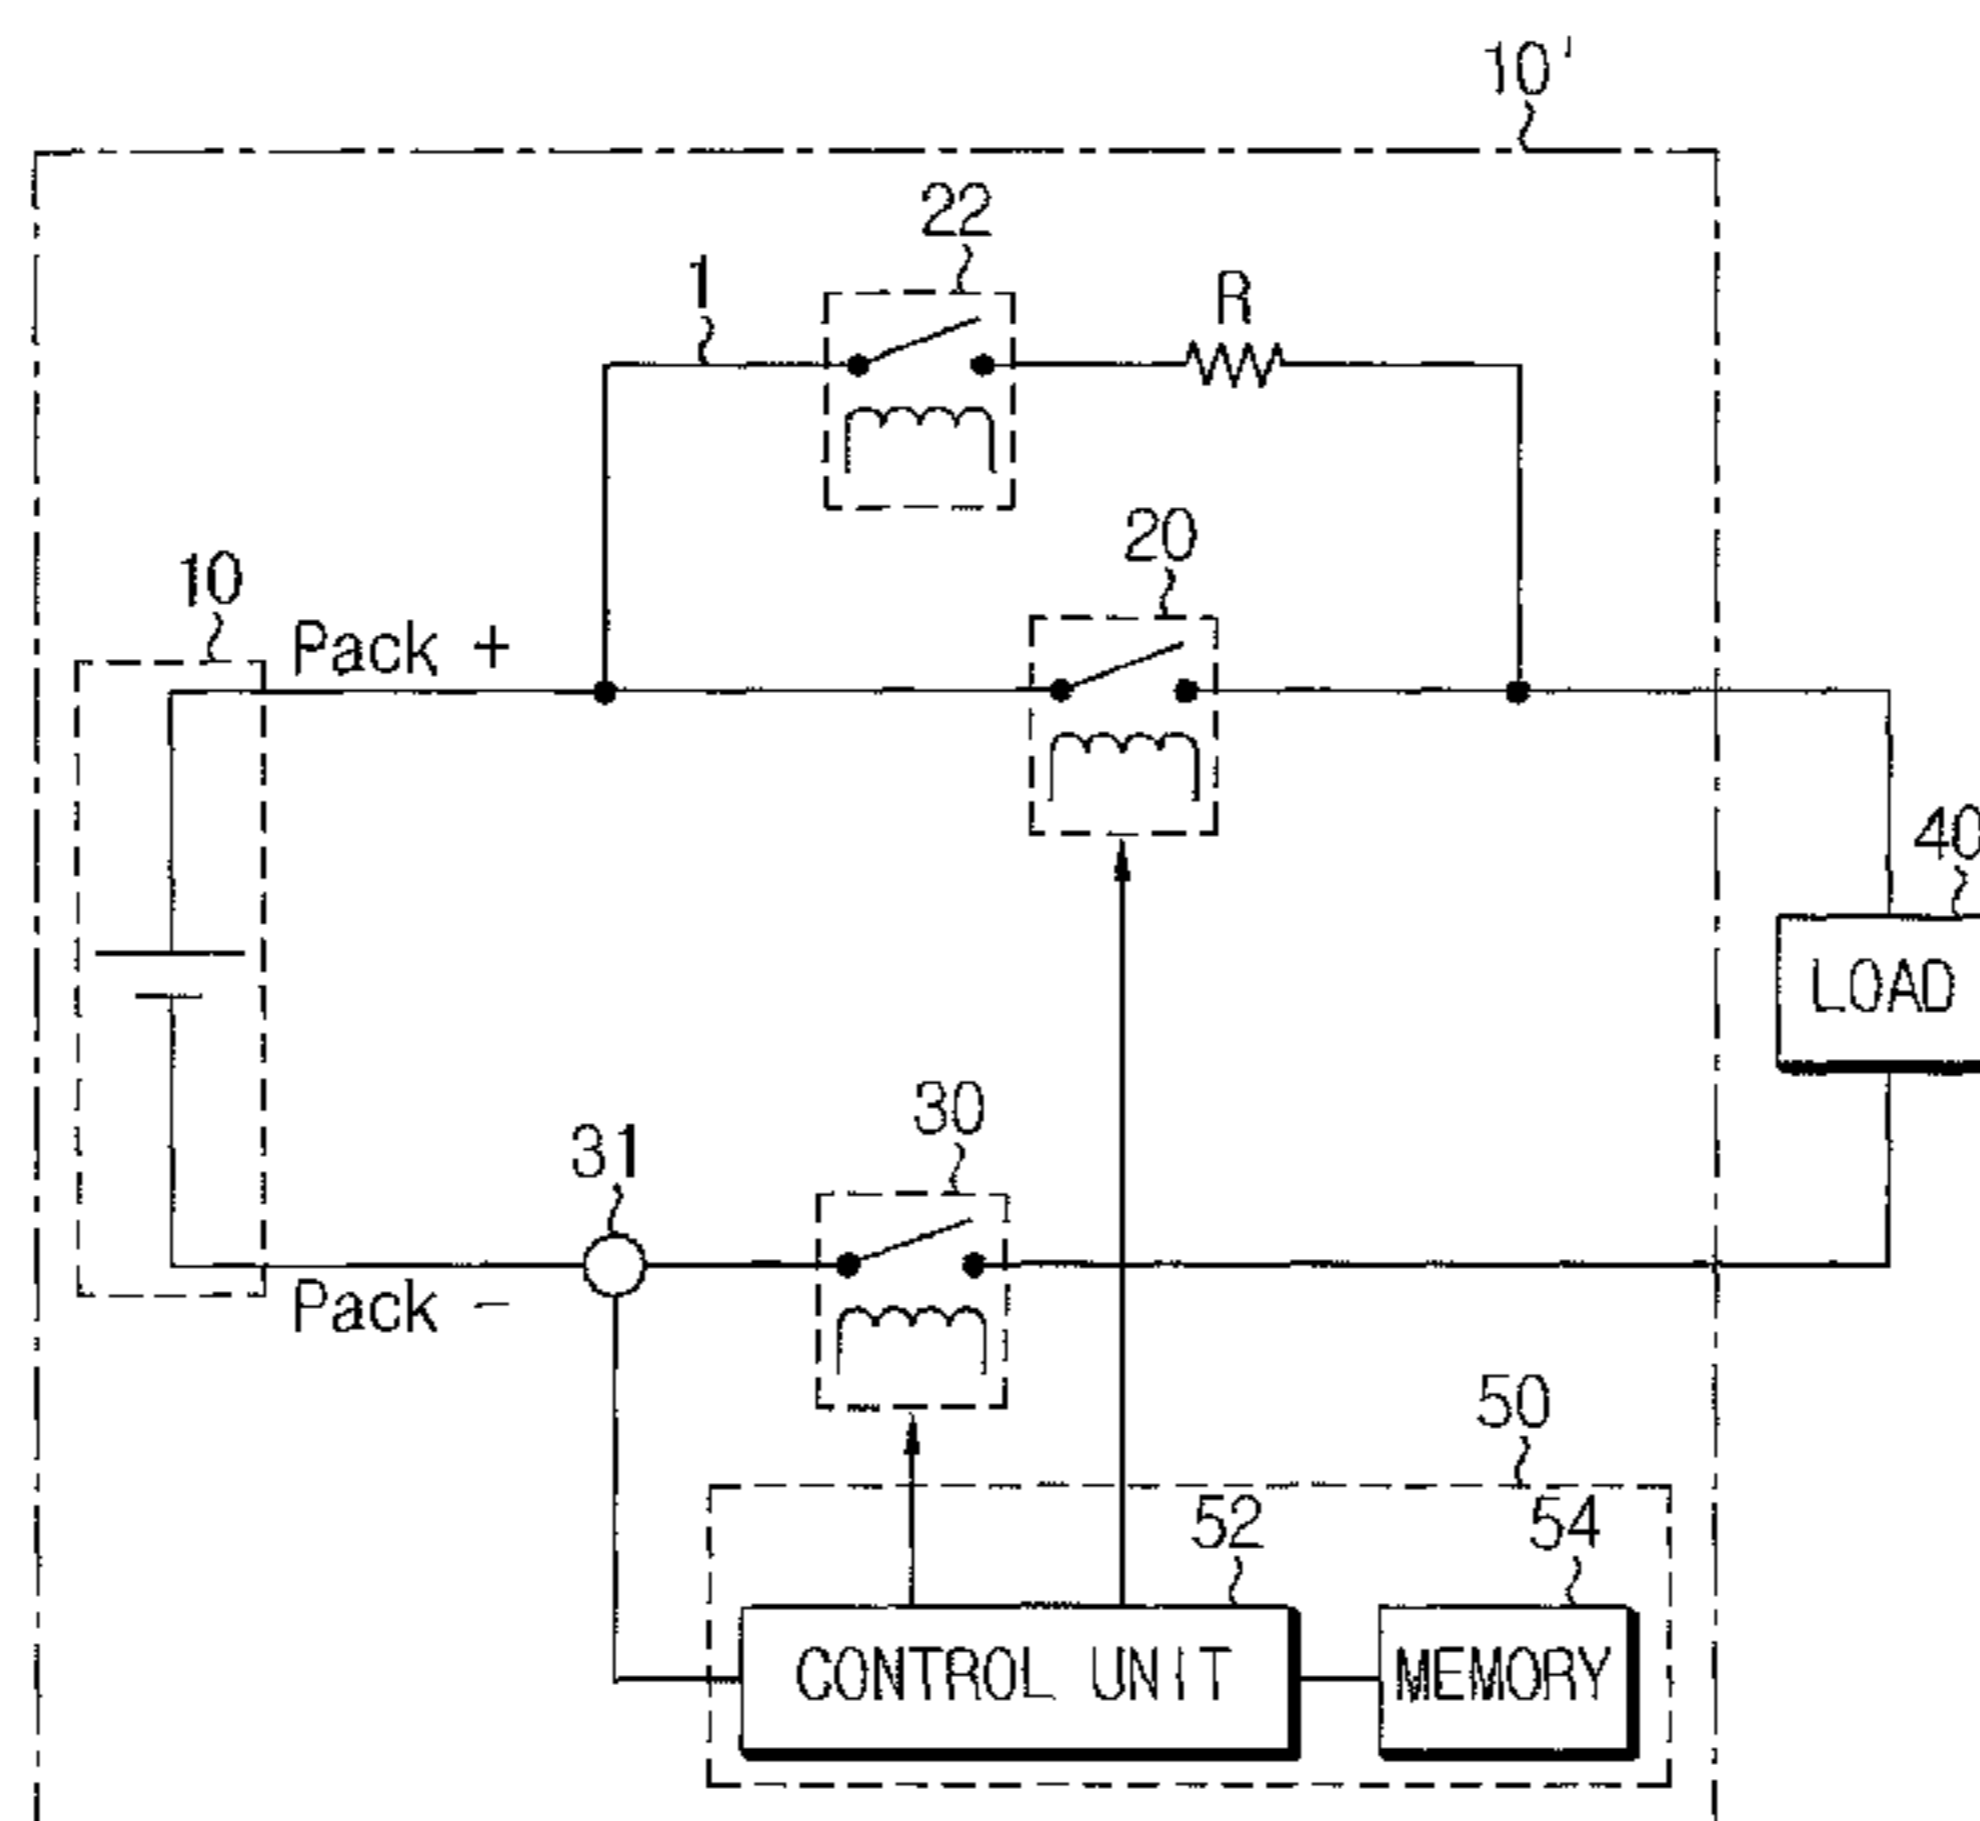 10'
22
1
R
20
10
Pack +
40
LOAD
30
31
Pack −
50
52
54
CONTROL UNIT
MEMORY